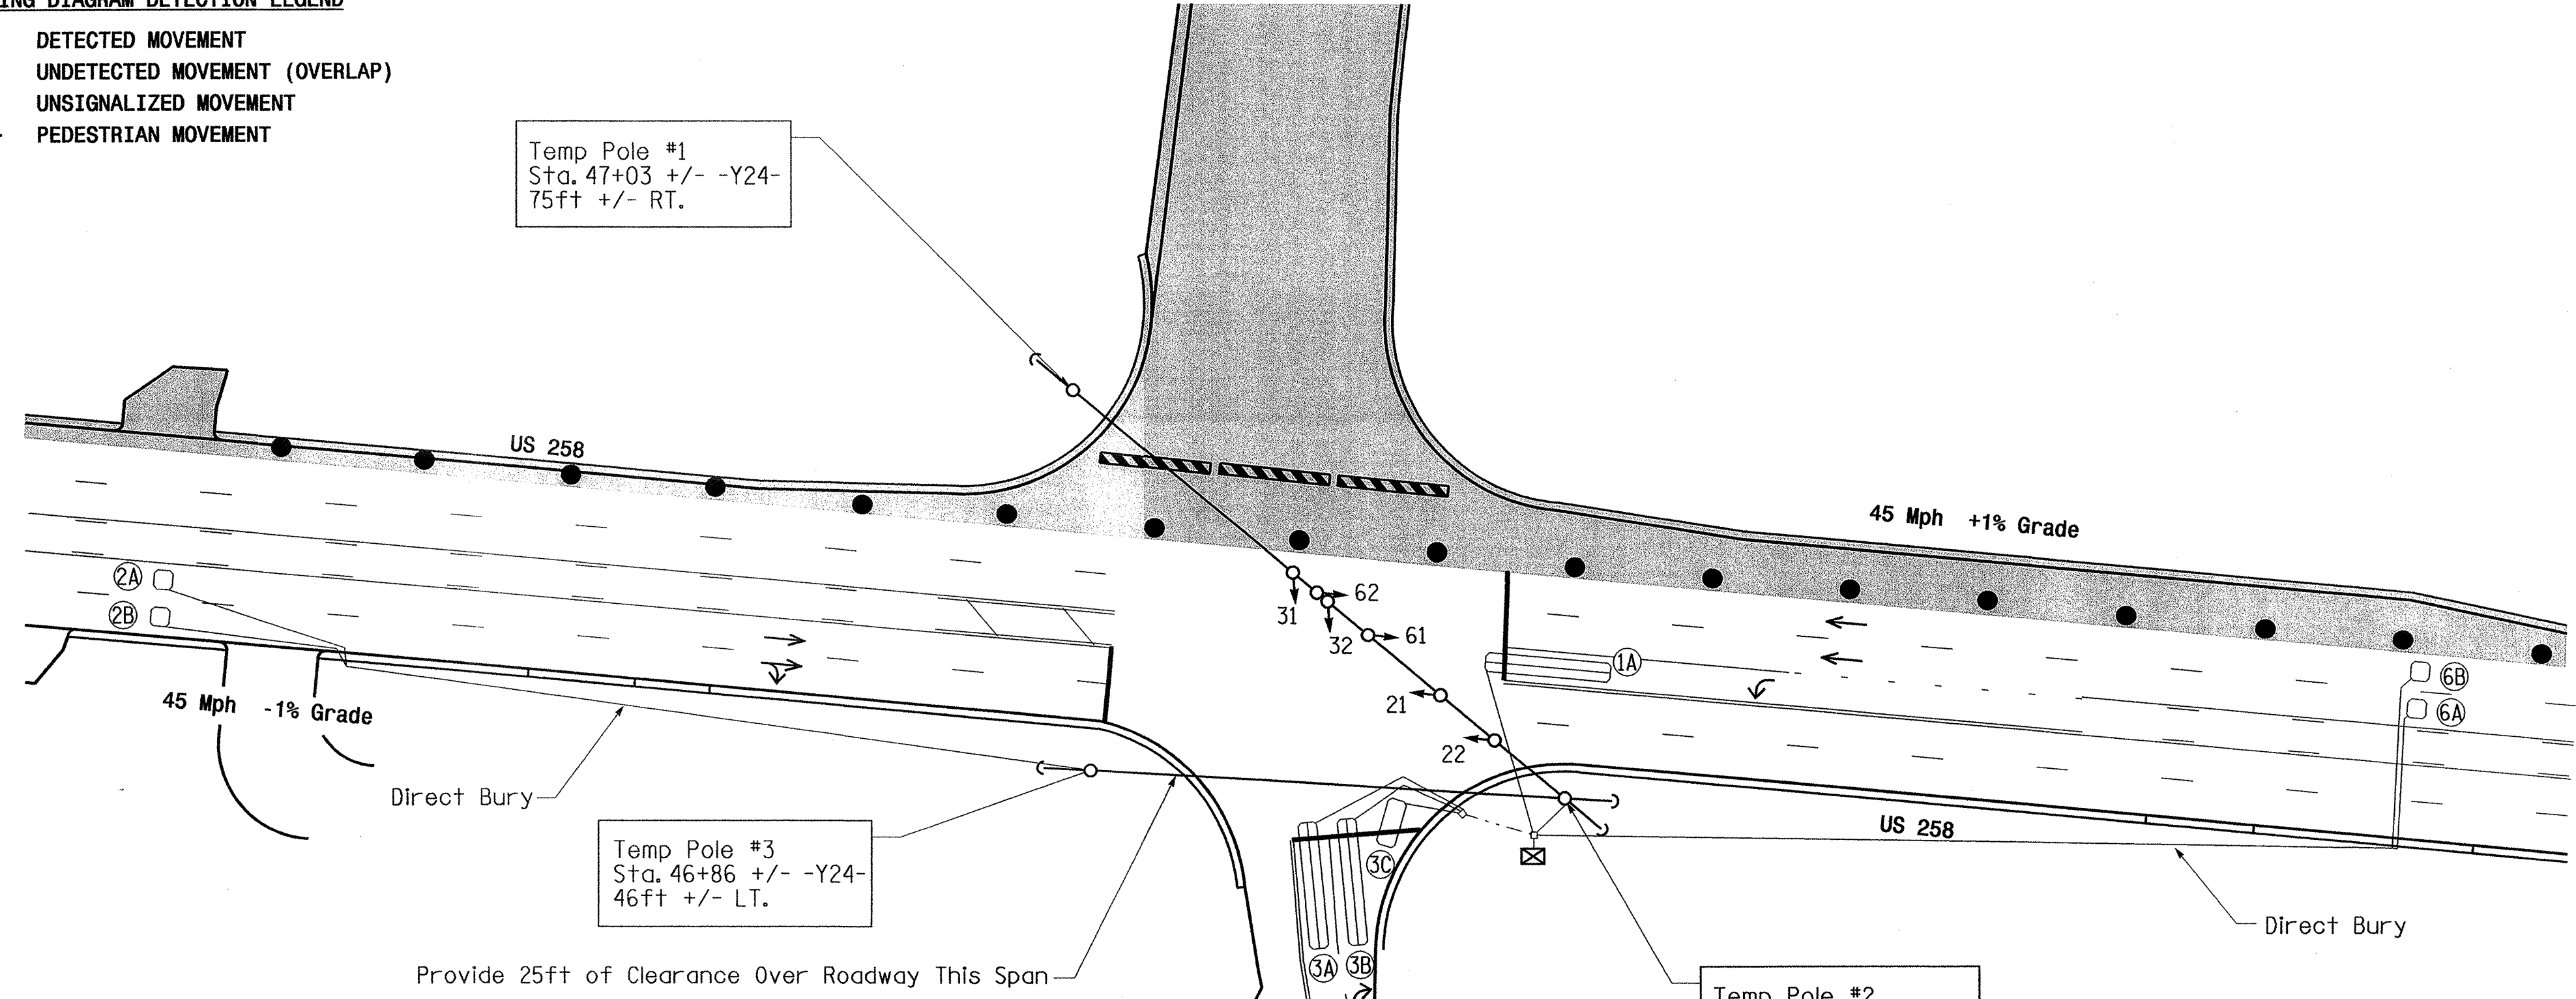 DIAGRAM DETECTION LEGEND
DETECTED MOVEMENT
UNDETECTED MOVEMENT (OVERLAP)
UNSIGNALIZED MOVEMENT
PEDESTRIAN MOVEMENT
Temp Pole #1
Sta. 47+03 +/- -Y24-
75ft +/- RT.
US 258
45 Mph +1% Grade
2A
2B
31
62
32
61
21
22
1A
6B
6A
45 Mph -1% Grade
Direct Bury
Temp Pole #3
Sta. 46+86 +/- -Y24-
46ft +/- LT.
3C
US 258
Direct Bury
Provide 25ft of Clearance Over Roadway This Span
3A
3B
Temp Pole #2